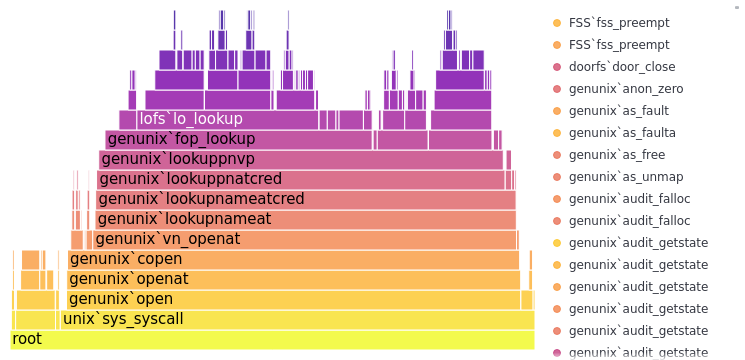 lofs`lo_lookup
genunix`fop_lookup
genunix`lookuppnvp
genunix`lookuppnatcred
genunix`lookupnameatcred
genunix`lookupnameat
genunix`vn_openat
genunix`copen
genunix`openat
genunix`open
unix`sys_syscall
root
FSS`fss_preempt
FSS`fss_preempt
doorfs`door_close
genunix`anon_zero
genunix`as_fault
genunix`as_faulta
genunix`as_free
genunix`as_unmap
genunix`audit_falloc
genunix`audit_falloc
genunix`audit_getstate
genunix`audit_getstate
genunix`audit_getstate
genunix`audit_getstate
genunix`audit_getstate
genunix`audit_getstate